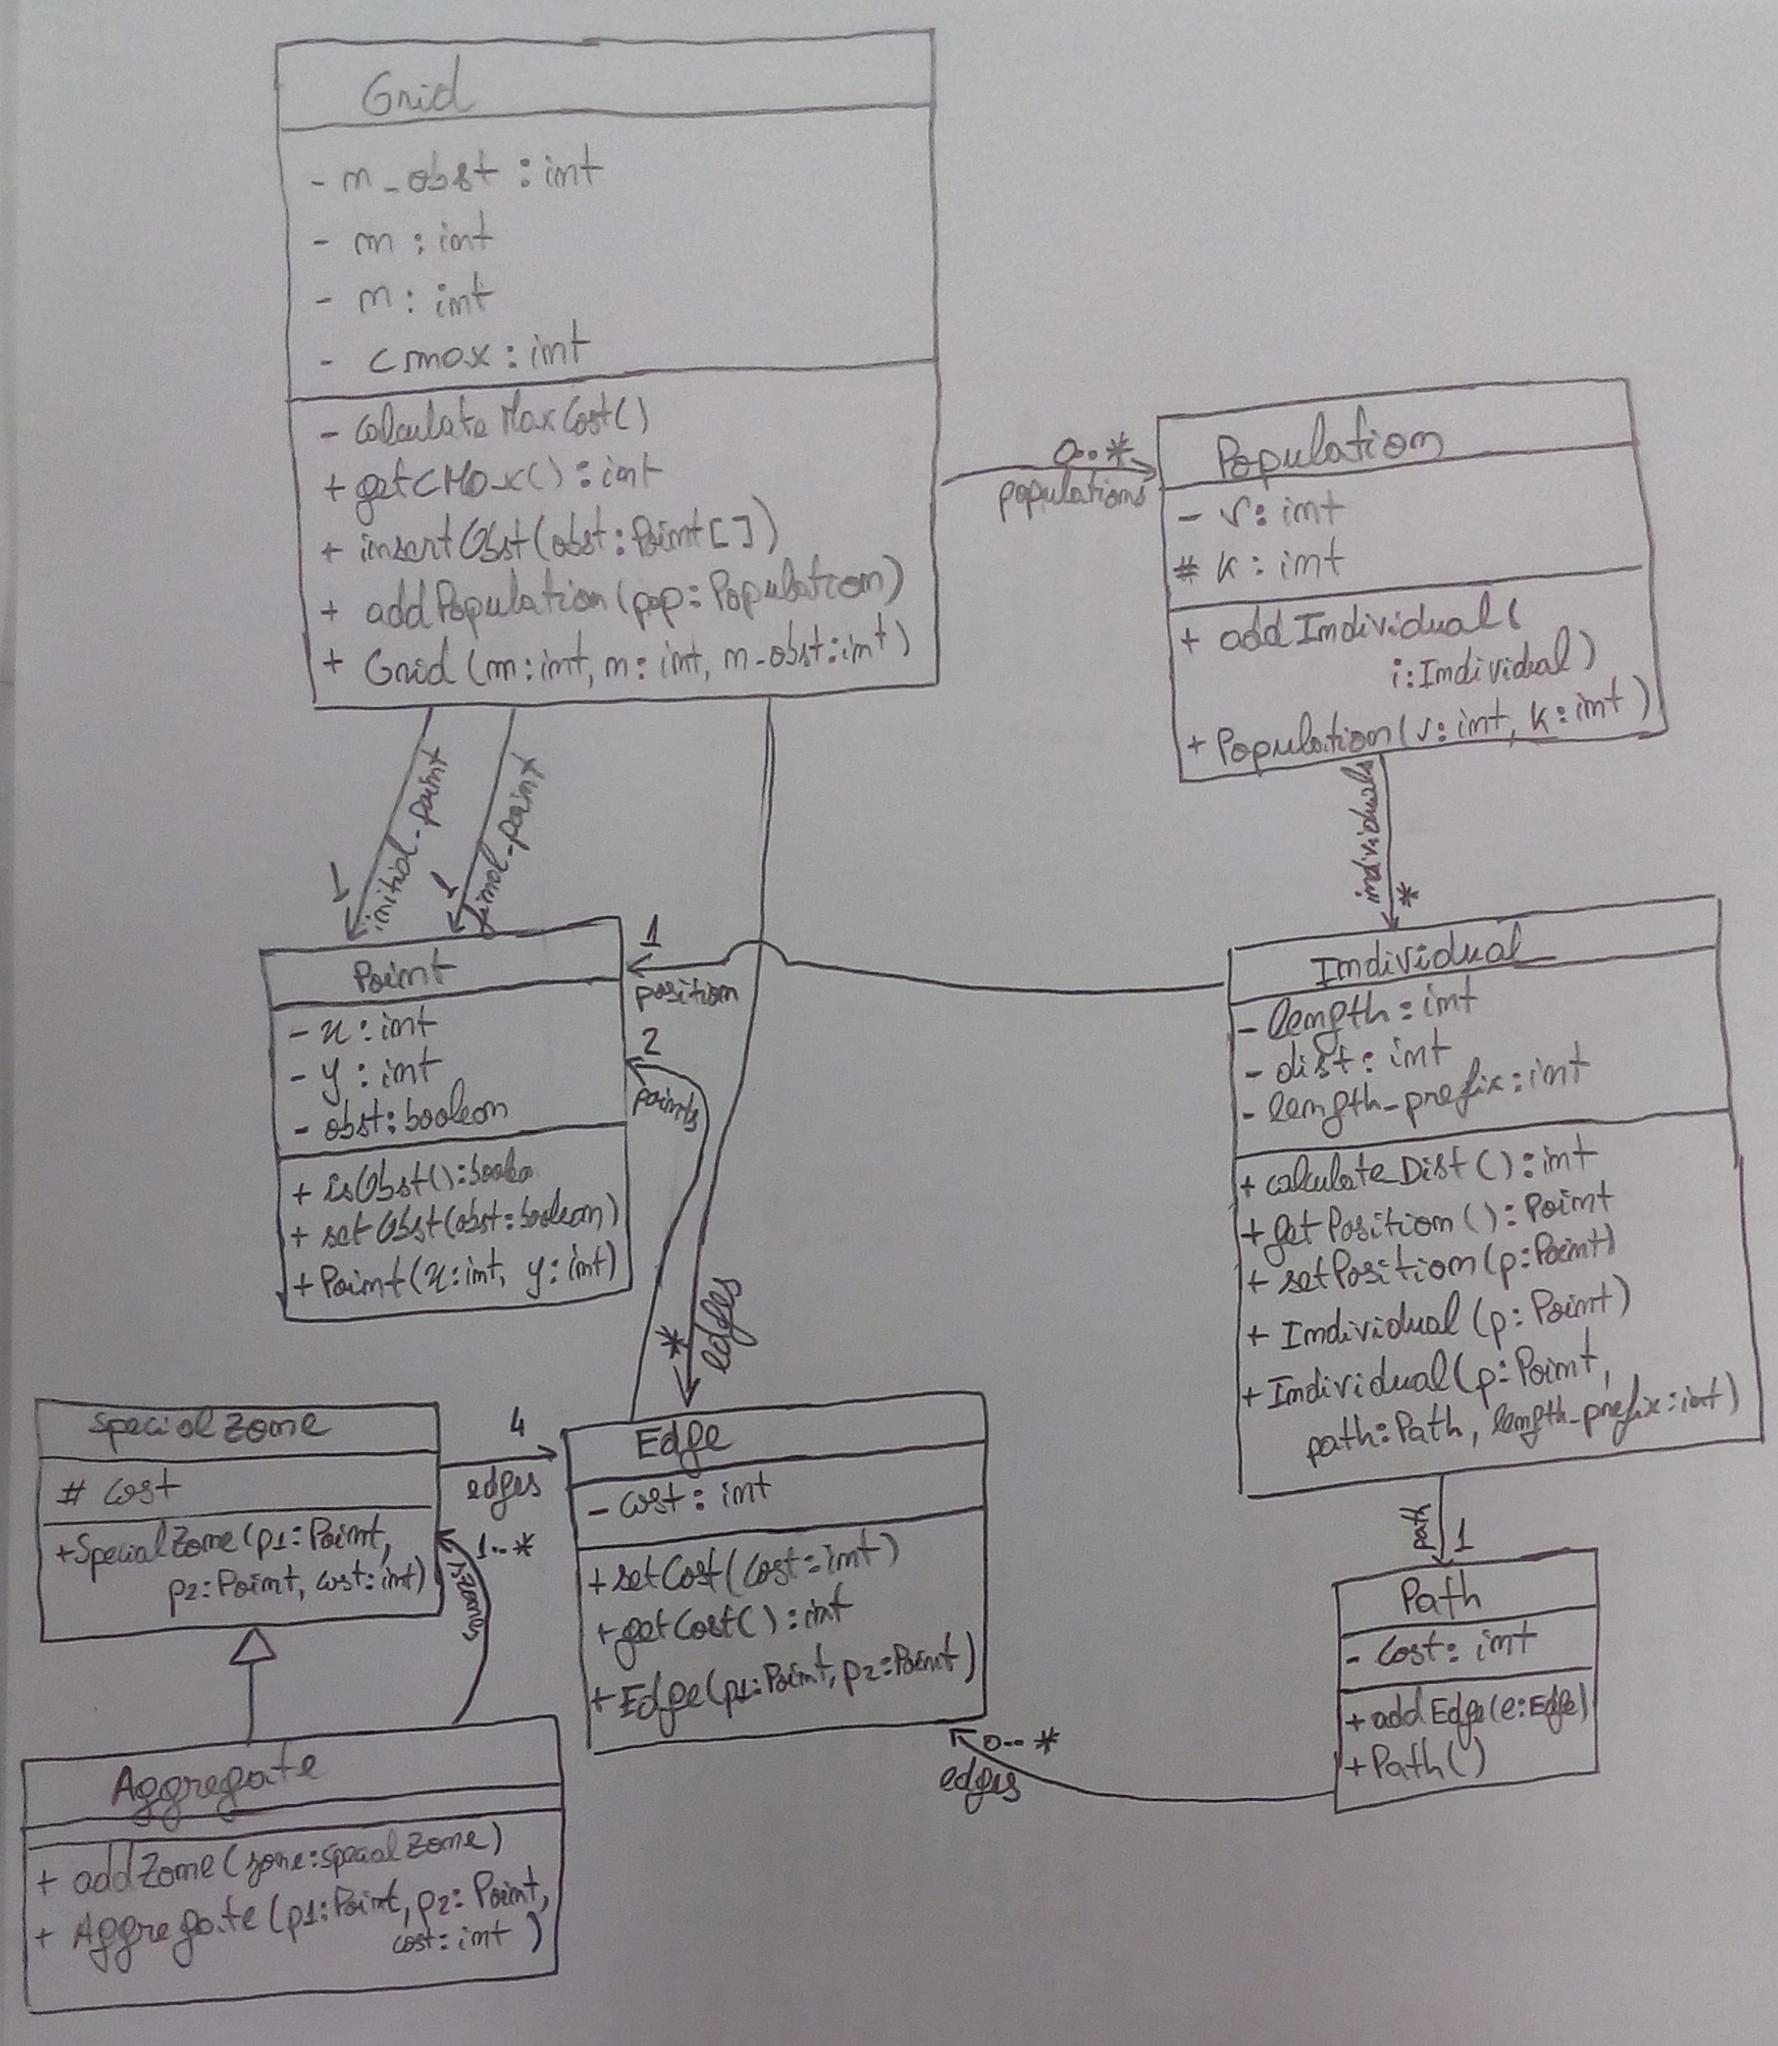 Grid
- n_obst : int
- n : int
- m : int
- cmax : int
- calculateMaxCost()
+ getCMax() : int
+ insertObst(obst : Point[])
+ addPopulation(pop : Population)
+ Grid (n : int, m : int, n_obst : int)
0..*
populations
Population
- v : int
# k : int
+ addIndividual(
i : Individual)
+ Population(v : int, k : int)
initial_point
1
final_point
1
individuals
*
Point
- x : int
- y : int
- obst : boolean
+ isObst() : boolea
+ setObst(obst : boolean)
+ Point(x : int, y : int)
1
position
2
points
*
edges
Individual
- length : int
- dist : int
- length_prefix : int
+ calculateDist() : int
+ getPosition() : Point
+ setPosition(p : Point)
+ Individual (p : Point)
+ Individual(p : Point,
path : Path, length_prefix : int)
path
1
SpecialZone
# cost
+ SpecialZone (p1 : Point,
p2 : Point, cost : int)
4
edges
1..*
Edge
- cost : int
+ setCost(cost : int)
+ getCost() : int
+ Edge(p1 : Point, p2 : Point)
Path
- cost : int
+ addEdge(e : Edge)
+ Path()
0..*
edges
Aggregate
+ addZone (zone : SpecialZone)
+ Aggregate (p1 : Point, p2 : Point,
cost : int )